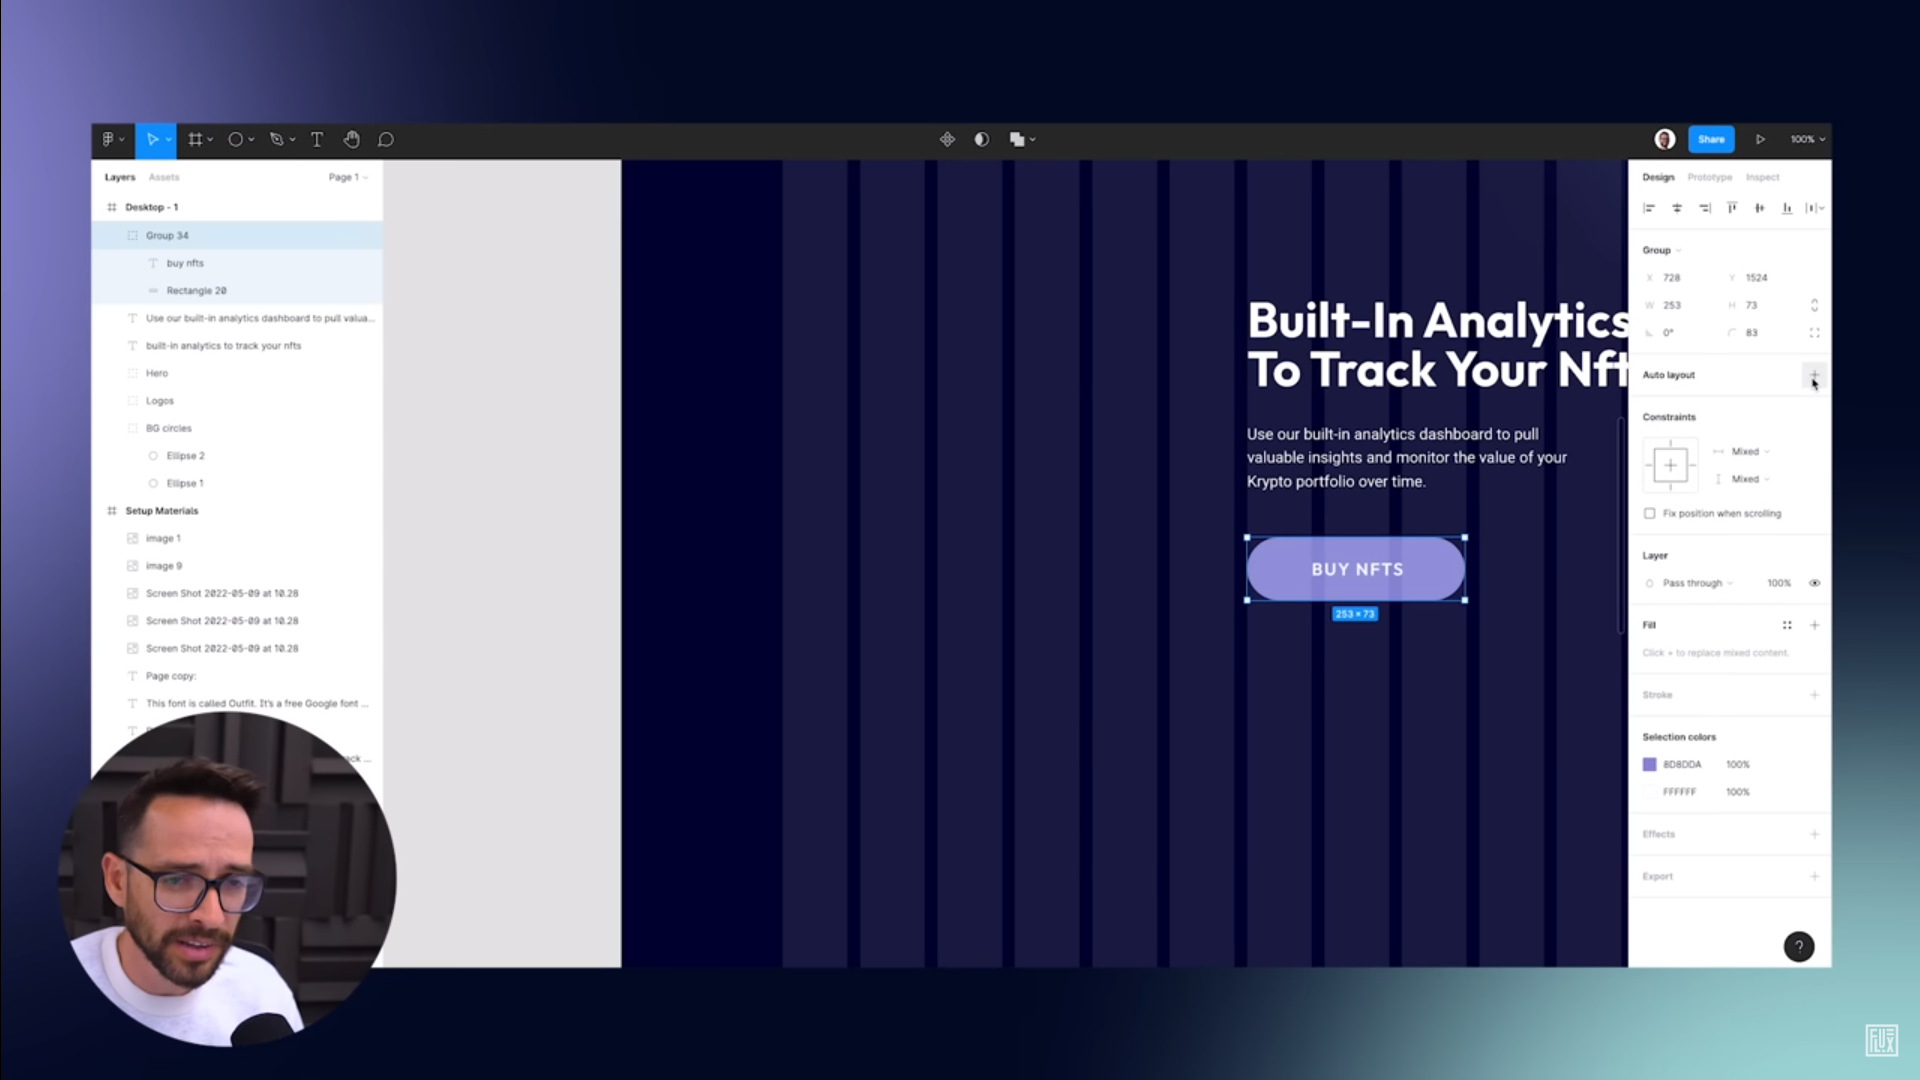 Share
100%
Layers
Assets
Page 1
Desktop - 1
Group 34
buy nfts
Rectangle 20
Use our built-in analytics dashboard to pull valua...
built-in analytics to track your nfts
Hero
Logos
BG circles
Ellipse 2
Ellipse 1
Setup Materials
image 1
image 9
Screen Shot 2022-05-09 at 10.28
Screen Shot 2022-05-09 at 10.28
Screen Shot 2022-05-09 at 10.28
Page copy:
This font is called Outfit. It's a free Google font ...
ck ...
Built-In Analytics
To Track Your Nft
Use our built-in analytics dashboard to pull
valuable insights and monitor the value of your
Krypto portfolio over time.
BUY NFTS
253 × 73
Design
Prototype
Inspect
Group
X 728
Y 1524
W 253
H 73
0°
83
Auto layout
Constraints
Mixed
Mixed
Fix position when scrolling
Layer
Pass through
100%
Fill
Click + to replace mixed content.
Stroke
Selection colors
8D8DDA 100%
FFFFFF 100%
Effects
Export
?
FLUX